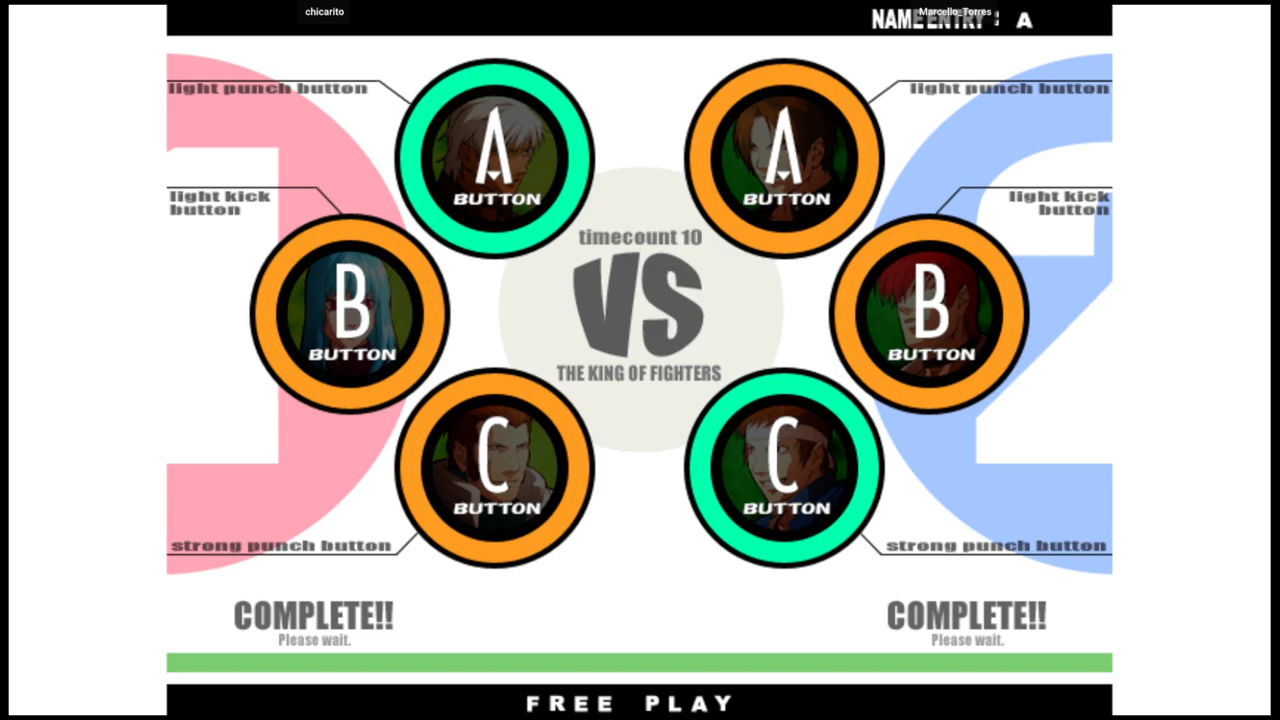 chicarito
Marcello_Torres
NAME ENTRY : A
light punch button
light punch button
A
BUTTON
A
BUTTON
light kick
button
light kick
button
B
BUTTON
B
BUTTON
timecount 10
VS
THE KING OF FIGHTERS
C
BUTTON
C
BUTTON
strong punch button
strong punch button
COMPLETE!!
Please wait.
COMPLETE!!
Please wait.
FREE PLAY